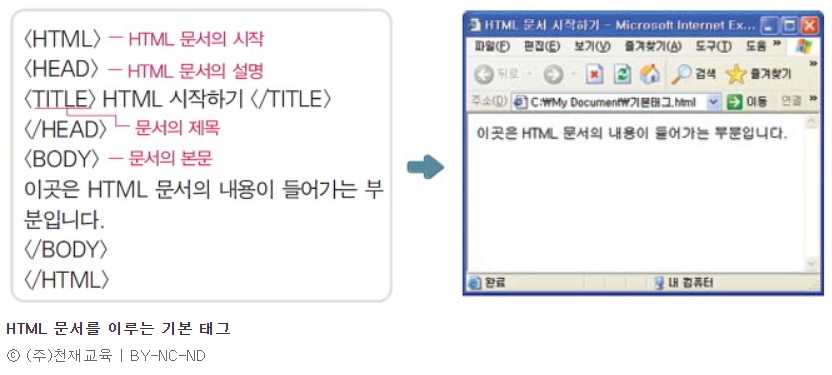 〈HTML〉 HTML 문서의 시작
〈HEAD〉 HTML 문서의 설명
〈TITLE〉 HTML 시작하기 〈/TITLE〉
〈/HEAD〉 문서의 제목
〈BODY〉 문서의 본문
이곳은 HTML 문서의 내용이 들어가는 부
분입니다.
〈/BODY〉
〈/HTML〉
HTML 문서 시작하기 - Microsoft Internet Ex...
파일(F) 편집(E) 보기(V) 즐겨찾기(A) 도구(T) 도움 »
뒤로 검색 즐겨찾기 »
주소(D) C:₩My Document₩기본태그.html 이동 연결 »
이곳은 HTML 문서의 내용이 들어가는 부분입니다.
완료 내 컴퓨터
HTML 문서를 이루는 기본 태그
ⓒ (주)천재교육 | BY-NC-ND